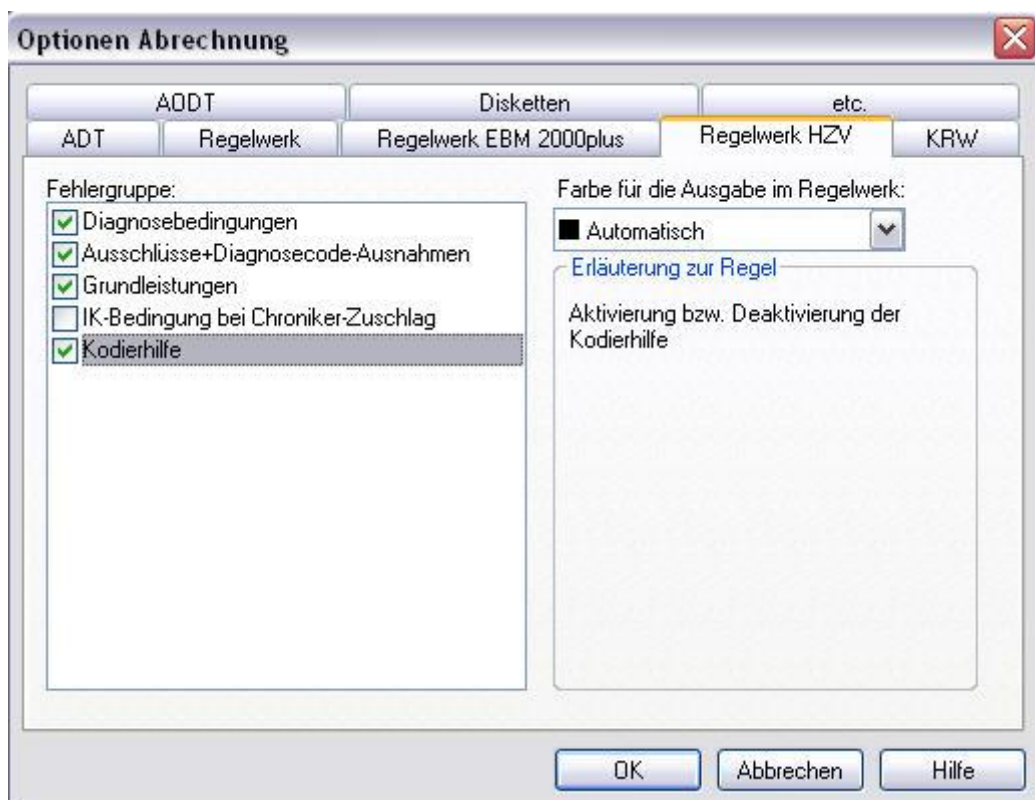 Optionen Abrechnung
AODT
Disketten
etc.
ADT
Regelwerk
Regelwerk EBM 2000plus
Regelwerk HZV
KRW
Fehlergruppe:
Diagnosebedingungen
Ausschlüsse+Diagnosecode-Ausnahmen
Grundleistungen
IK-Bedingung bei Chroniker-Zuschlag
Kodierhilfe
Farbe für die Ausgabe im Regelwerk:
Automatisch
Erläuterung zur Regel
Aktivierung bzw. Deaktivierung der
Kodierhilfe
OK
Abbrechen
Hilfe